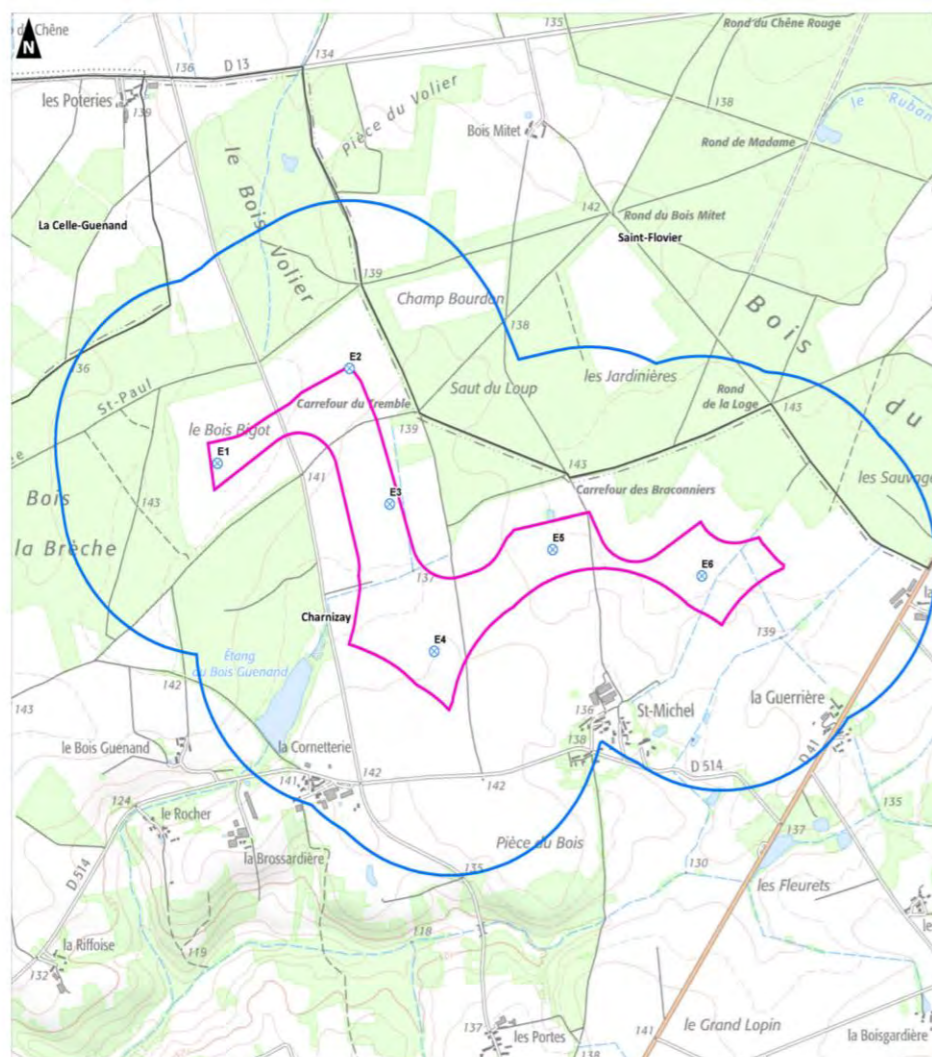 du Chêne
N
136
D 13
134
135
Rond du Chêne Rouge
138
les Poteries
139
Pièce du Volier
Bois Mitet
le Ruban
Rond de Madame
le Bois Volier
La Celle-Guenand
142
Rond du Bois Mitet
Saint-Flovier
139
Champ Bourdon
138
Bois du
136
E2
St-Paul
Carrefour du Tremble
Saut du Loup
les Jardinières
Rond
de la Loge
143
le Bois Bigot
139
E1
141
143
les Sauvag
Bois
la Brèche
143
E3
Carrefour des Braconniers
E5
137
E6
Charnizay
E4
139
Étang
du Bois Guenand
142
143
136
St-Michel
la Guerrière
le Bois Guenand
la Cornetterie
138
D 514
D 41
141
142
142
124
le Rocher
135
137
la Brossardière
Pièce du Bois
135
130
D 514
les Fleurets
la Riffoise
118
119
132
137
les Portes
141
le Grand Lopin
la Boisgardière
138